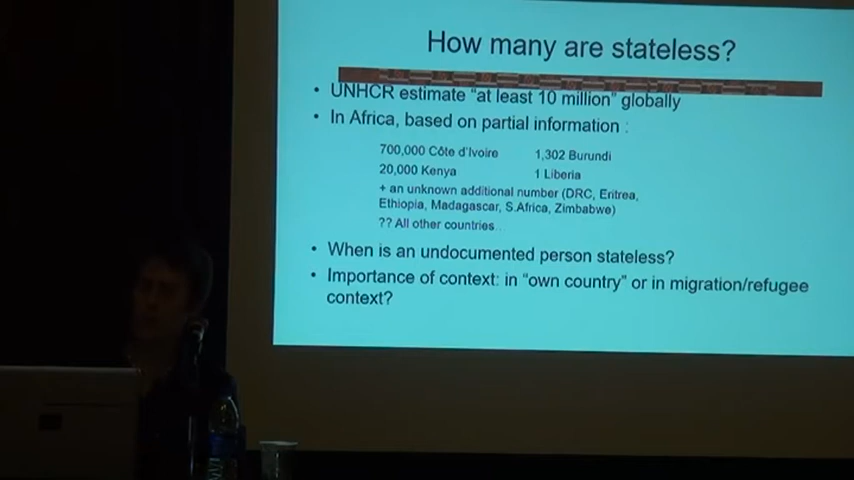 How many are stateless?
• UNHCR estimate "at least 10 million" globally
• In Africa, based on partial information :
700,000 Côte d'Ivoire 1,302 Burundi
20,000 Kenya 1 Liberia
+ an unknown additional number (DRC, Eritrea,
Ethiopia, Madagascar, S.Africa, Zimbabwe)
?? All other countries...
• When is an undocumented person stateless?
• Importance of context: in "own country" or in migration/refugee
context?